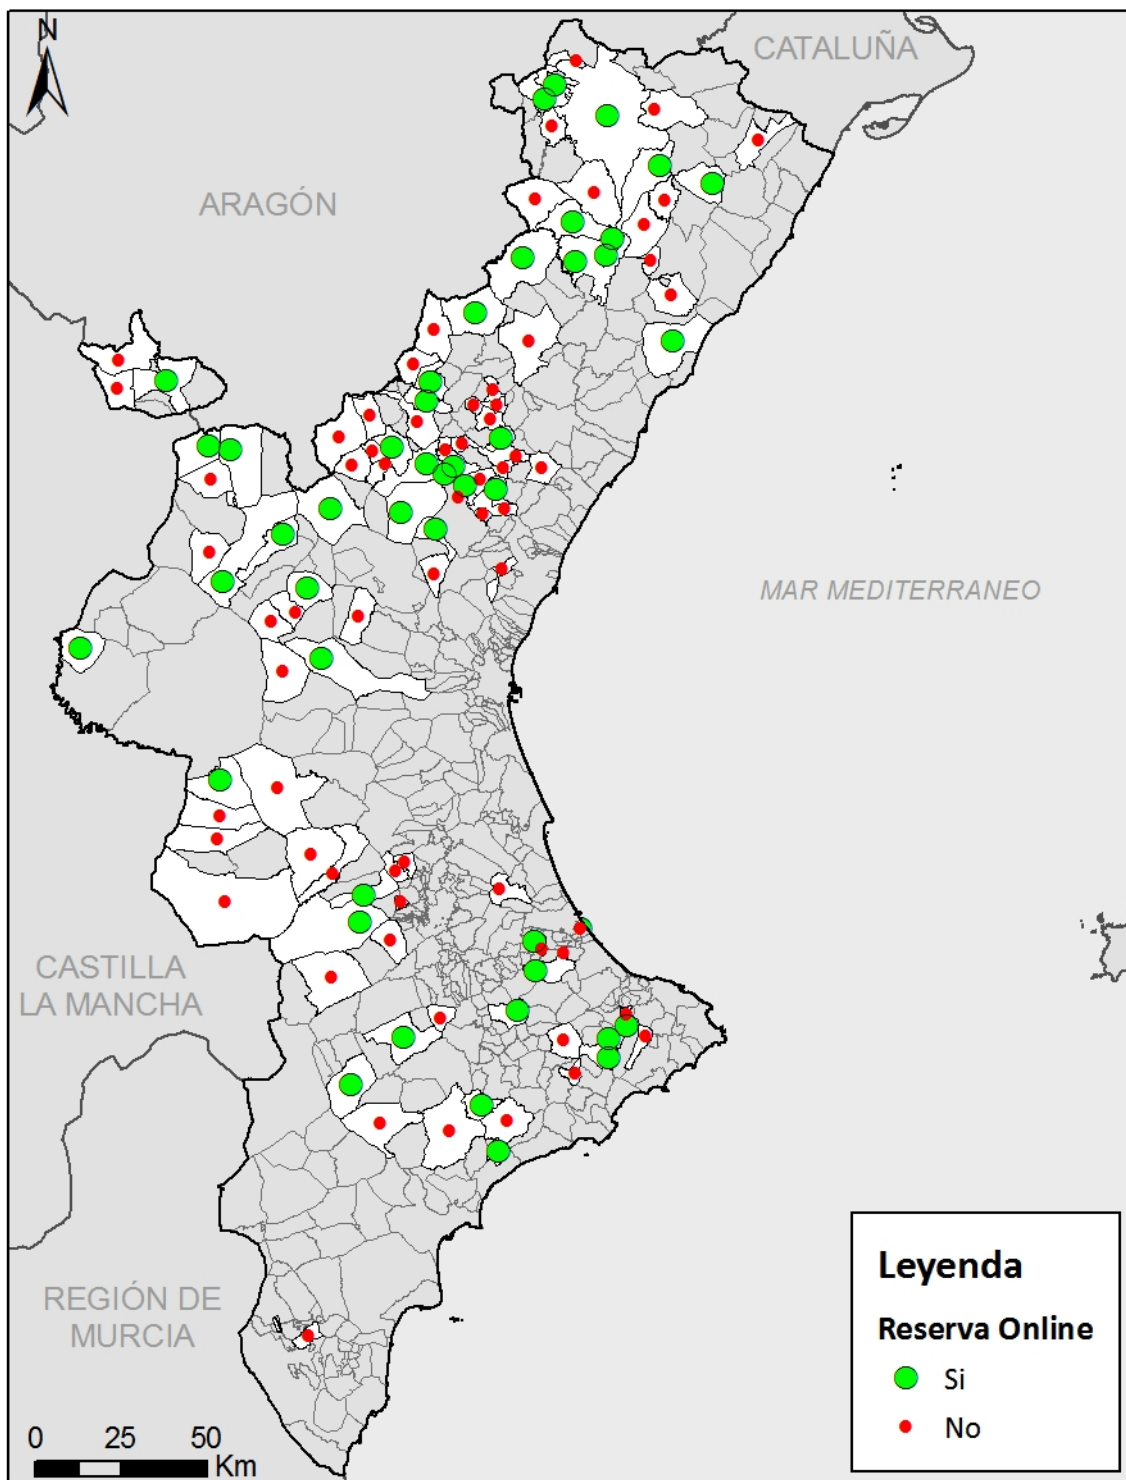 N
CATALUÑA
ARAGÓN
MAR MEDITERRANEO
CASTILLA
LA MANCHA
REGIÓN DE
MURCIA
Leyenda
Reserva Online
Si
No
0 25 50
Km